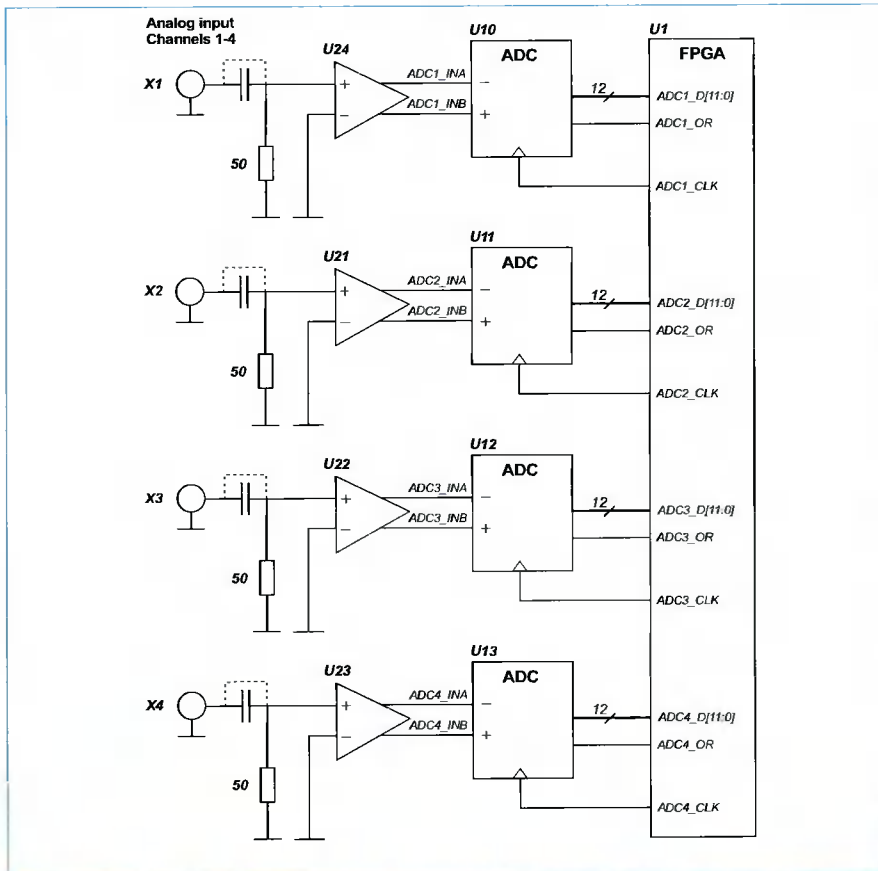 Analog input
Channels 1-4
U24
U10
U1
ADC
FPGA
X1
ADC1_INA
ADC1_INB
+
−
−
+
12
ADC1_D[11:0]
ADC1_OR
50
ADC1_CLK
U21
U11
ADC
X2
ADC2_INA
ADC2_INB
+
−
−
+
12
ADC2_D[11:0]
ADC2_OR
50
ADC2_CLK
U22
U12
ADC
X3
ADC3_INA
ADC3_INB
+
−
−
+
12
ADC3_D[11:0]
ADC3_OR
50
ADC3_CLK
U23
U13
ADC
X4
ADC4_INA
ADC4_INB
+
−
−
+
12
ADC4_D[11:0]
ADC4_OR
50
ADC4_CLK